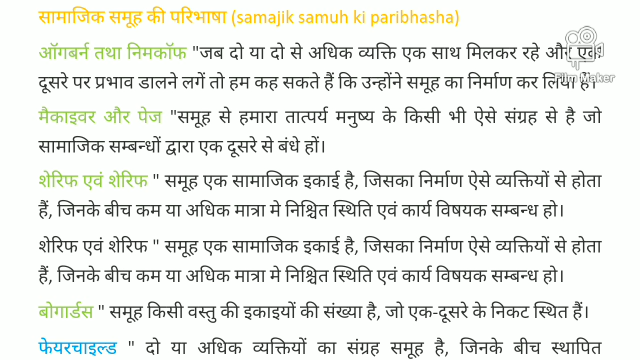 सामाजिक समूह की परिभाषा (samajik samuh ki paribhasha)
ऑगबर्न तथा निमकॉफ "जब दो या दो से अधिक व्यक्ति एक साथ मिलकर रहे और एक
दूसरे पर प्रभाव डालने लगें तो हम कह सकते हैं कि उन्होंने समूह का निर्माण कर लिया है।
Film Maker
मैकाइवर और पेज "समूह से हमारा तात्पर्य मनुष्य के किसी भी ऐसे संग्रह से है जो
सामाजिक सम्बन्धों द्वारा एक दूसरे से बंधे हों।
शेरिफ एवं शेरिफ " समूह एक सामाजिक इकाई है, जिसका निर्माण ऐसे व्यक्तियों से होता
हैं, जिनके बीच कम या अधिक मात्रा मे निश्चित स्थिति एवं कार्य विषयक सम्बन्ध हो।
शेरिफ एवं शेरिफ " समूह एक सामाजिक इकाई है, जिसका निर्माण ऐसे व्यक्तियों से होता
हैं, जिनके बीच कम या अधिक मात्रा मे निश्चित स्थिति एवं कार्य विषयक सम्बन्ध हो।
बोगार्डस " समूह किसी वस्तु की इकाइयों की संख्या है, जो एक-दूसरे के निकट स्थित हैं।
फेयरचाइल्ड " दो या अधिक व्यक्तियों का संग्रह समूह है, जिनके बीच स्थापित